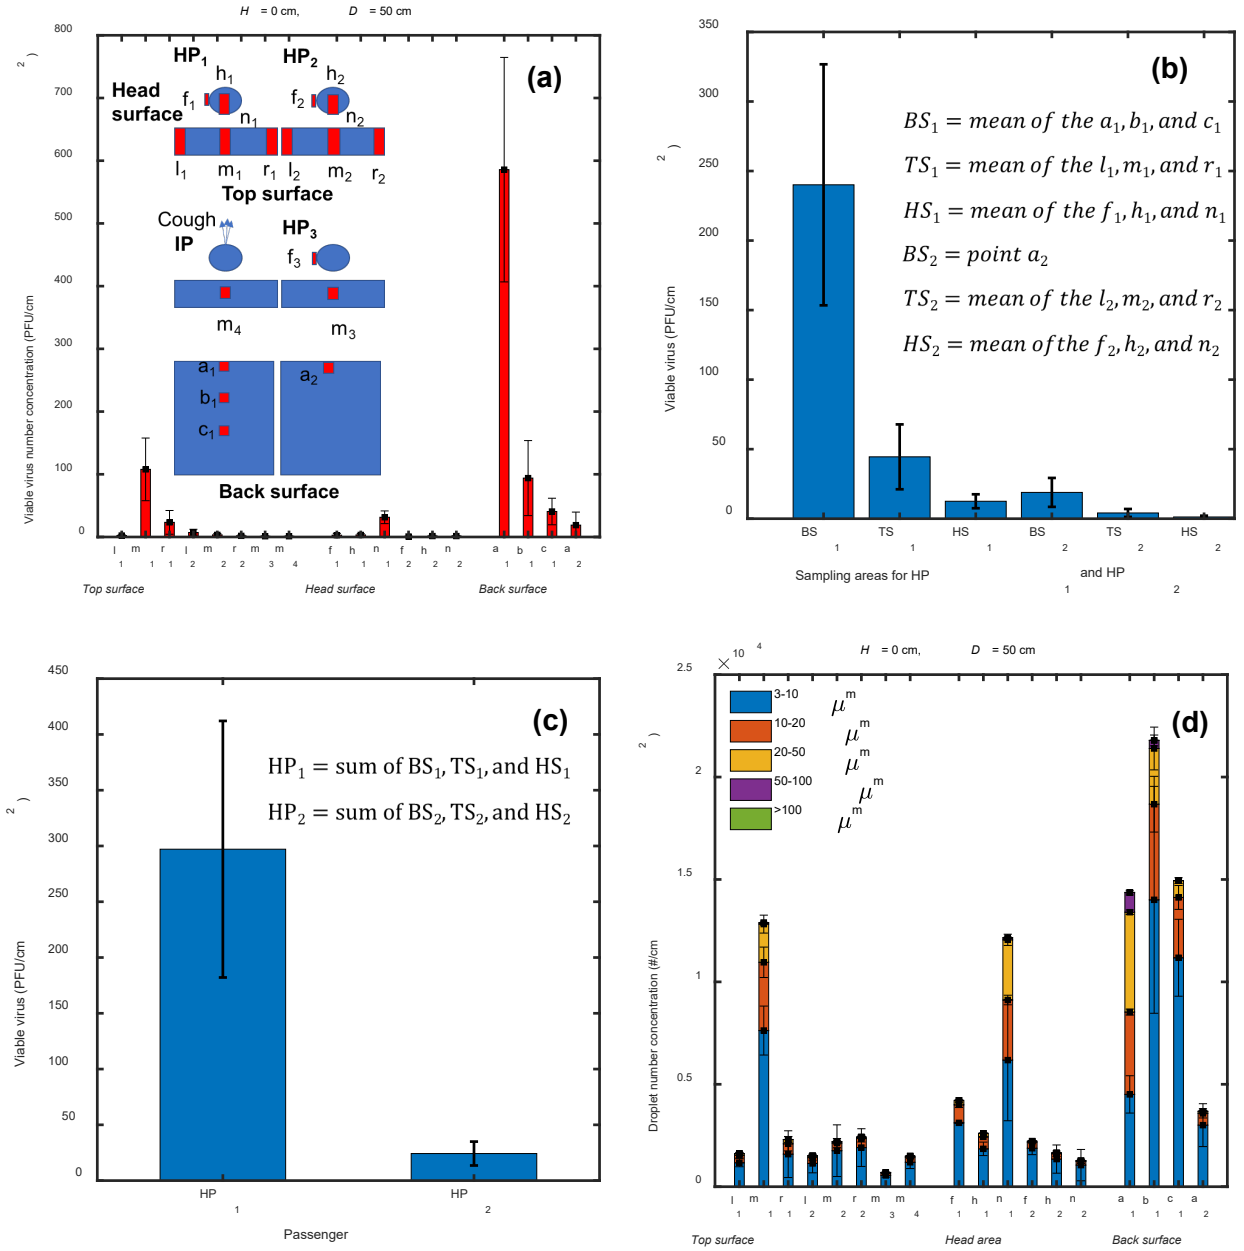 H = 0 cm, D = 50 cm
(a)
Viable virus number concentration (PFU/cm
2 )
800
700
600
500
400
300
200
100
0
HP1 HP2
h1 h2
Head
surface
f1 f2
n1 n2
l1 m1 r1 l2 m2 r2
Top surface
Cough
IP HP3
f3
m4 m3
a1 a2
b1
c1
Back surface
l m r l m r m m f h n f h n a b c a
1 1 1 2 2 2 3 4 1 1 1 2 2 2 1 1 1 2
Top surface Head surface Back surface
(b)
Viable virus (PFU/cm
2 )
350
300
250
200
150
100
50
0
BS1 = mean of the a1, b1, and c1
TS1 = mean of the l1, m1, and r1
HS1 = mean of the f1, h1, and n1
BS2 = point a2
TS2 = mean of the l2, m2, and r2
HS2 = mean of the f2, h2, and n2
BS TS HS BS TS HS
1 1 1 2 2 2
Sampling areas for HP and HP
1 2
(c)
Viable virus (PFU/cm
2 )
450
400
350
300
250
200
150
100
50
0
HP1 = sum of BS1, TS1, and HS1
HP2 = sum of BS2, TS2, and HS2
HP HP
1 2
Passenger
H = 0 cm, D = 50 cm
× 10 4
(d)
Droplet number concentration (#/cm
2 )
2.5
2
1.5
1
0.5
0
3-10 μm
10-20 μm
20-50 μm
50-100 μm
>100 μm
l m r l m r m m f h n f h n a b c a
1 1 1 2 2 2 3 4 1 1 1 2 2 2 1 1 1 2
Top surface Head area Back surface